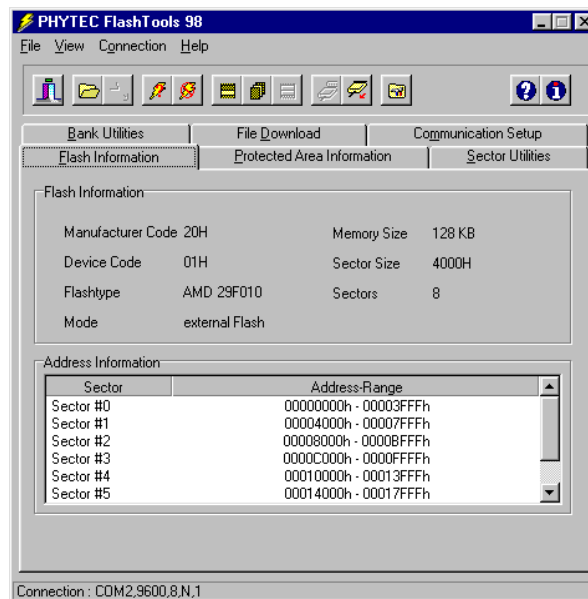 PHYTEC FlashTools 98
File View Connection Help
Bank Utilities File Download Communication Setup
Flash Information Protected Area Information Sector Utilities
Flash Information
Manufacturer Code 20H Memory Size 128 KB
Device Code 01H Sector Size 4000H
Flashtype AMD 29F010 Sectors 8
Mode external Flash
Address Information
Sector Address-Range
Sector #0 00000000h - 00003FFFh
Sector #1 00004000h - 00007FFFh
Sector #2 00008000h - 0000BFFFh
Sector #3 0000C000h - 0000FFFFh
Sector #4 00010000h - 00013FFFh
Sector #5 00014000h - 00017FFFh
Connection : COM2,9600,8,N,1